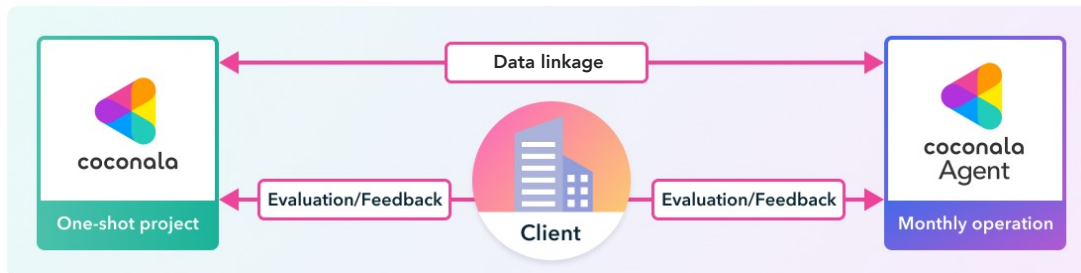 Data linkage
coconala
coconala
Agent
Evaluation/Feedback
Evaluation/Feedback
One-shot project
Client
Monthly operation